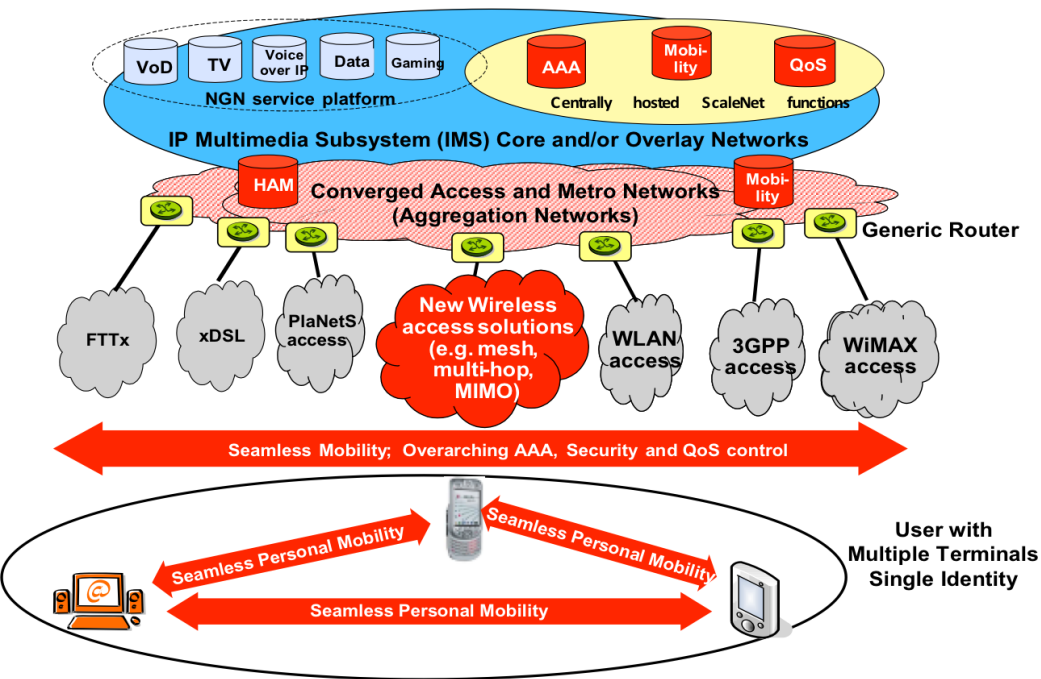 VoD
TV
Voice
over IP
Data
Gaming
NGN service platform
AAA
Mobi-
lity
QoS
Centrally hosted ScaleNet functions
IP Multimedia Subsystem (IMS) Core and/or Overlay Networks
HAM
Converged Access and Metro Networks
(Aggregation Networks)
Mobi-
lity
Generic Router
FTTx
xDSL
PlaNetS
access
New Wireless
access solutions
(e.g. mesh,
multi-hop,
MIMO)
WLAN
access
3GPP
access
WiMAX
access
Seamless Mobility; Overarching AAA, Security and QoS control
Seamless Personal Mobility
Seamless Personal Mobility
Seamless Personal Mobility
@
User with
Multiple Terminals
Single Identity